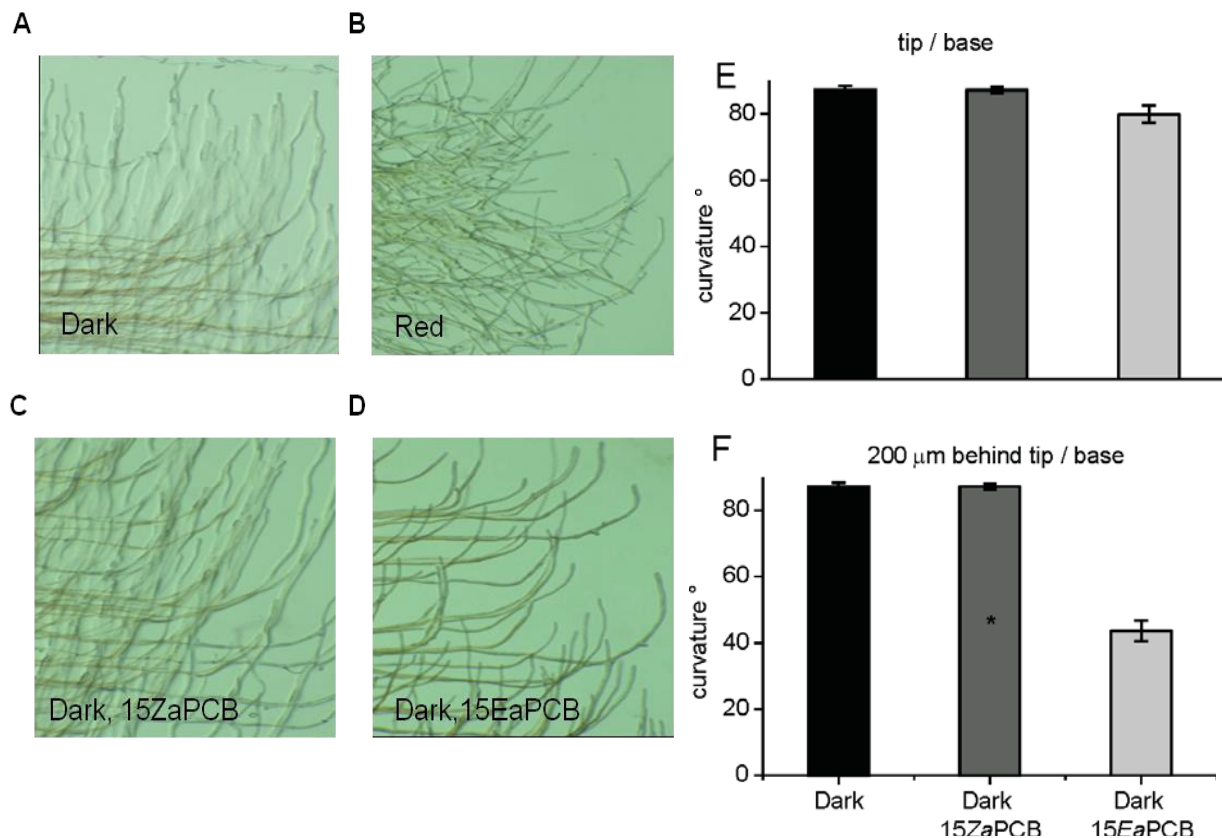 A
B
Dark
Red
C
D
Dark, 15ZaPCB
Dark,15EaPCB
tip / base
E
80
60
40
20
0
curvature °
200 μm behind tip / base
F
80
60
40
20
0
curvature °
*
Dark
Dark
15ZaPCB
Dark
15EaPCB